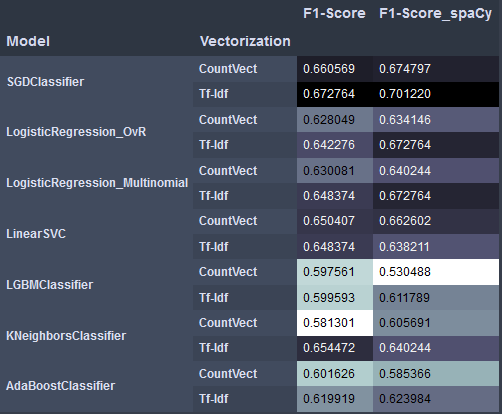 F1-Score F1-Score_spaCy
Model Vectorization
SGDClassifier CountVect 0.660569 0.674797
Tf-Idf 0.672764 0.701220
LogisticRegression_OvR CountVect 0.628049 0.634146
Tf-Idf 0.642276 0.672764
LogisticRegression_Multinomial CountVect 0.630081 0.640244
Tf-Idf 0.648374 0.672764
LinearSVC CountVect 0.650407 0.662602
Tf-Idf 0.648374 0.638211
LGBMClassifier CountVect 0.597561 0.530488
Tf-Idf 0.599593 0.611789
KNeighborsClassifier CountVect 0.581301 0.605691
Tf-Idf 0.654472 0.640244
AdaBoostClassifier CountVect 0.601626 0.585366
Tf-Idf 0.619919 0.623984